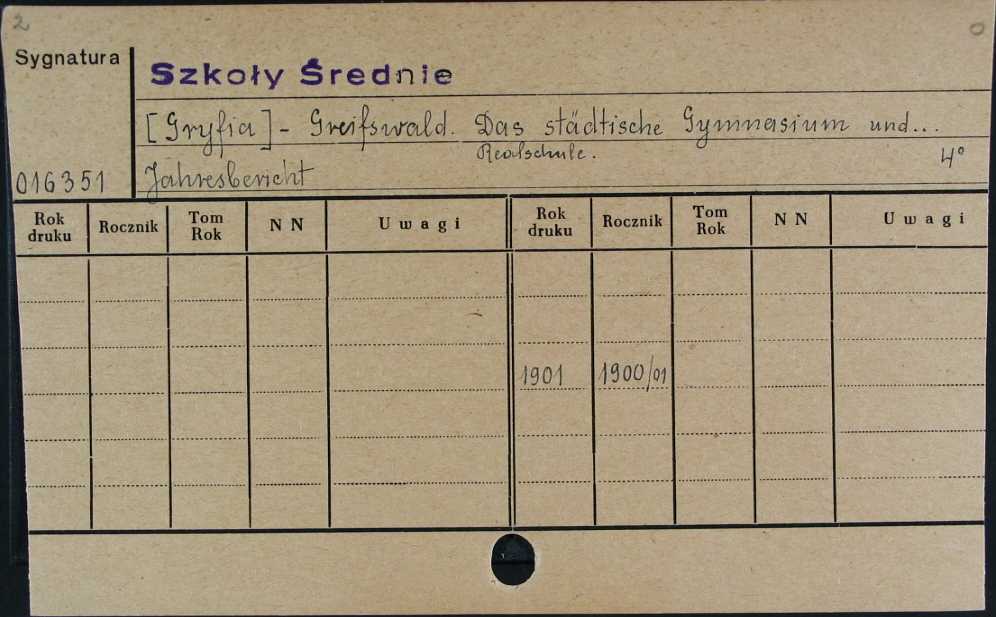 2
0
Sygnatura
Szkoły Średnie
[Gryfia] - Greifswald. Das städtische Gymnasium und...
Realschule.
4°
016351
Jahresbericht
Rok druku Rocznik Tom Rok N N Uwagi Rok druku Rocznik Tom Rok N N Uwagi
1901 1900/01